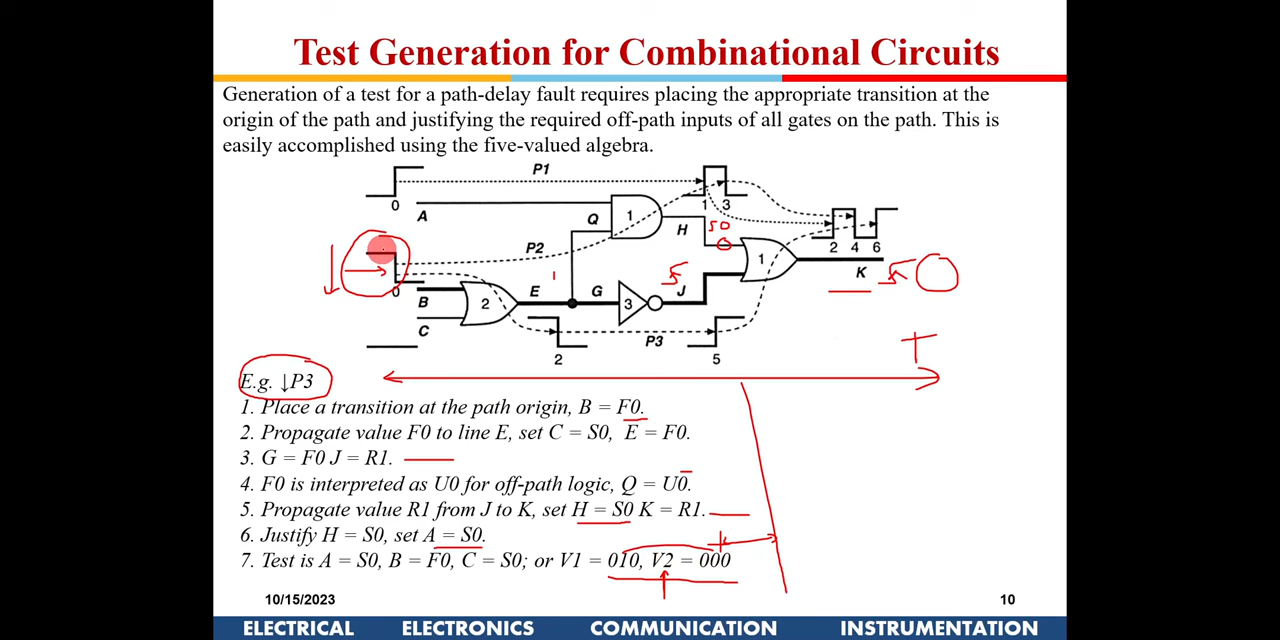 Test Generation for Combinational Circuits
Generation of a test for a path-delay fault requires placing the appropriate transition at the
origin of the path and justifying the required off-path inputs of all gates on the path. This is
easily accomplished using the five-valued algebra.
P1
0
A
Q
1
H
1 3
S0
0
2 4 6
P2
1
K
0
0
B
2
E
1
G
3
J
C
P3
2
5
T
E.g. ↓P3
1. Place a transition at the path origin, B = F0.
2. Propagate value F0 to line E, set C = S0, E = F0.
3. G = F0 J = R1.
4. F0 is interpreted as U0 for off-path logic, Q = U0.
5. Propagate value R1 from J to K, set H = S0 K = R1.
6. Justify H = S0, set A = S0.
7. Test is A = S0, B = F0, C = S0; or V1 = 010, V2 = 000
10/15/2023
10
ELECTRICAL ELECTRONICS COMMUNICATION INSTRUMENTATION